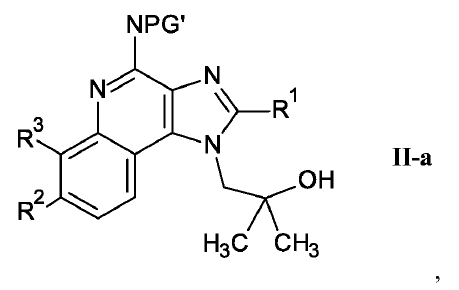 NPG'
N
N
R¹
R³
N
II-a
R²
OH
H₃C
CH₃
,